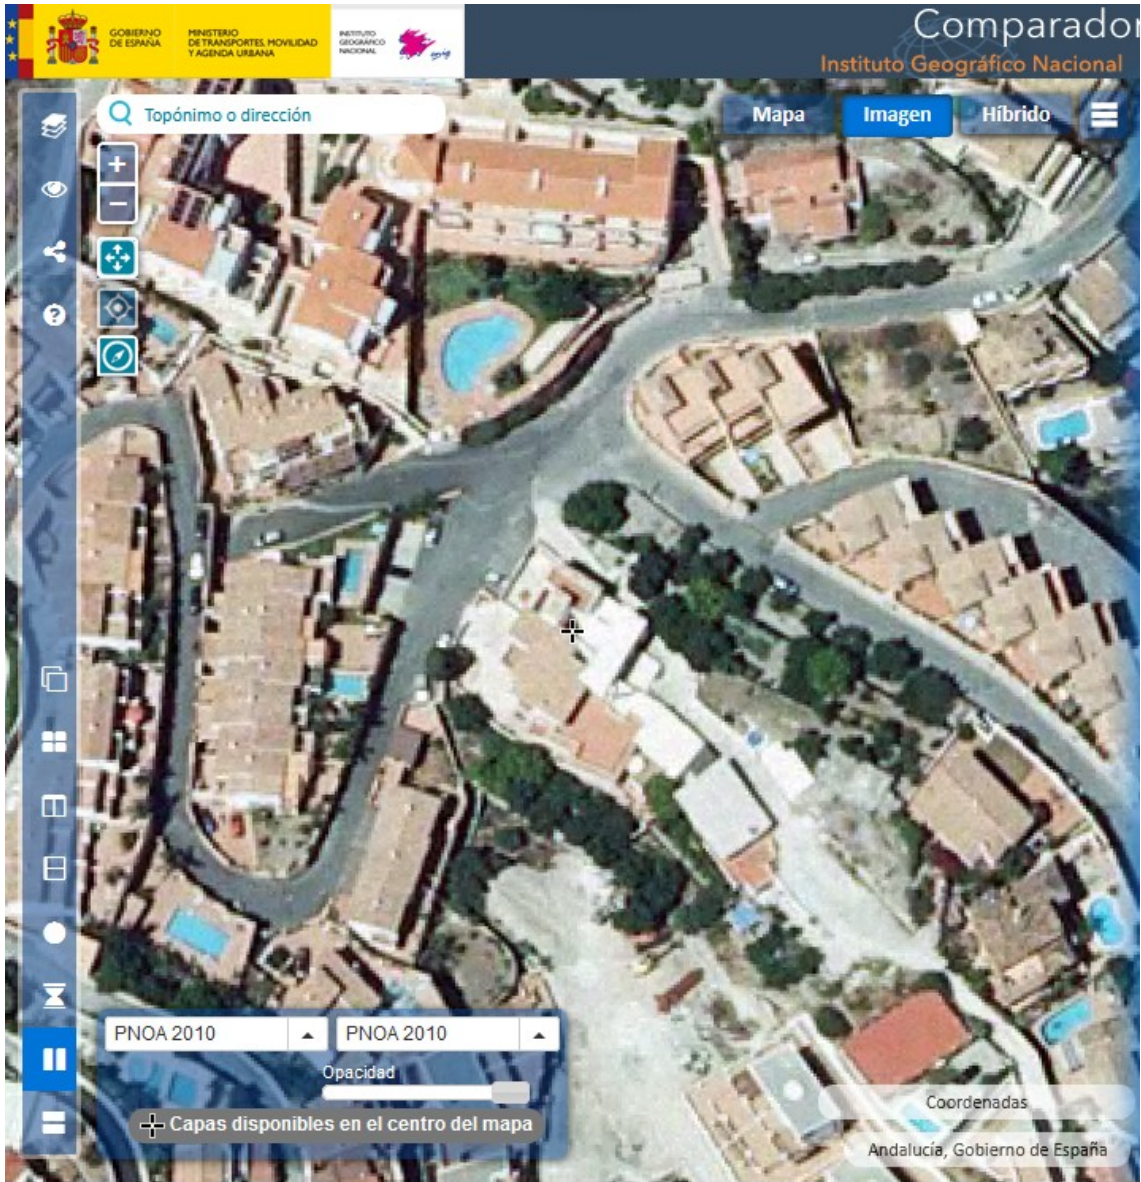 GOBIERNO
DE ESPAÑA
MINISTERIO
DE TRANSPORTES, MOVILIDAD
Y AGENDA URBANA
INSTITUTO
GEOGRÁFICO
NACIONAL
Comparador
Instituto Geográfico Nacional
Topónimo o dirección
Mapa
Imagen
Híbrido
PNOA 2010
PNOA 2010
Opacidad
Capas disponibles en el centro del mapa
Coordenadas
Andalucía, Gobierno de España